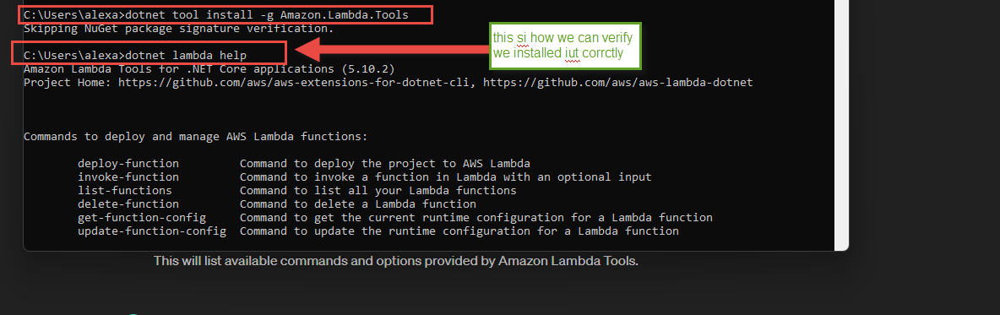 C:\Users\alexa>dotnet tool install -g Amazon.Lambda.Tools
Skipping NuGet package signature verification.
C:\Users\alexa>dotnet lambda help
this si how we can verify
we installed iut corrctly
Amazon Lambda Tools for .NET Core applications (5.10.2)
Project Home: https://github.com/aws/aws-extensions-for-dotnet-cli, https://github.com/aws/aws-lambda-dotnet
Commands to deploy and manage AWS Lambda functions:
deploy-function Command to deploy the project to AWS Lambda
invoke-function Command to invoke a function in Lambda with an optional input
list-functions Command to list all your Lambda functions
delete-function Command to delete a Lambda function
get-function-config Command to get the current runtime configuration for a Lambda function
update-function-config Command to update the runtime configuration for a Lambda function
This will list available commands and options provided by Amazon Lambda Tools.